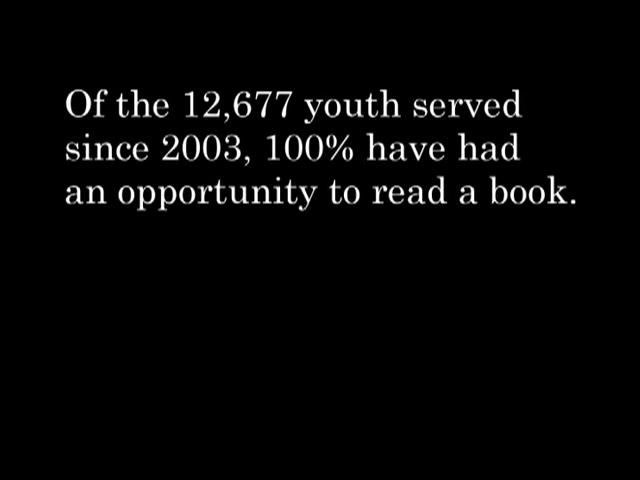 Of the 12,677 youth served
since 2003, 100% have had
an opportunity to read a book.